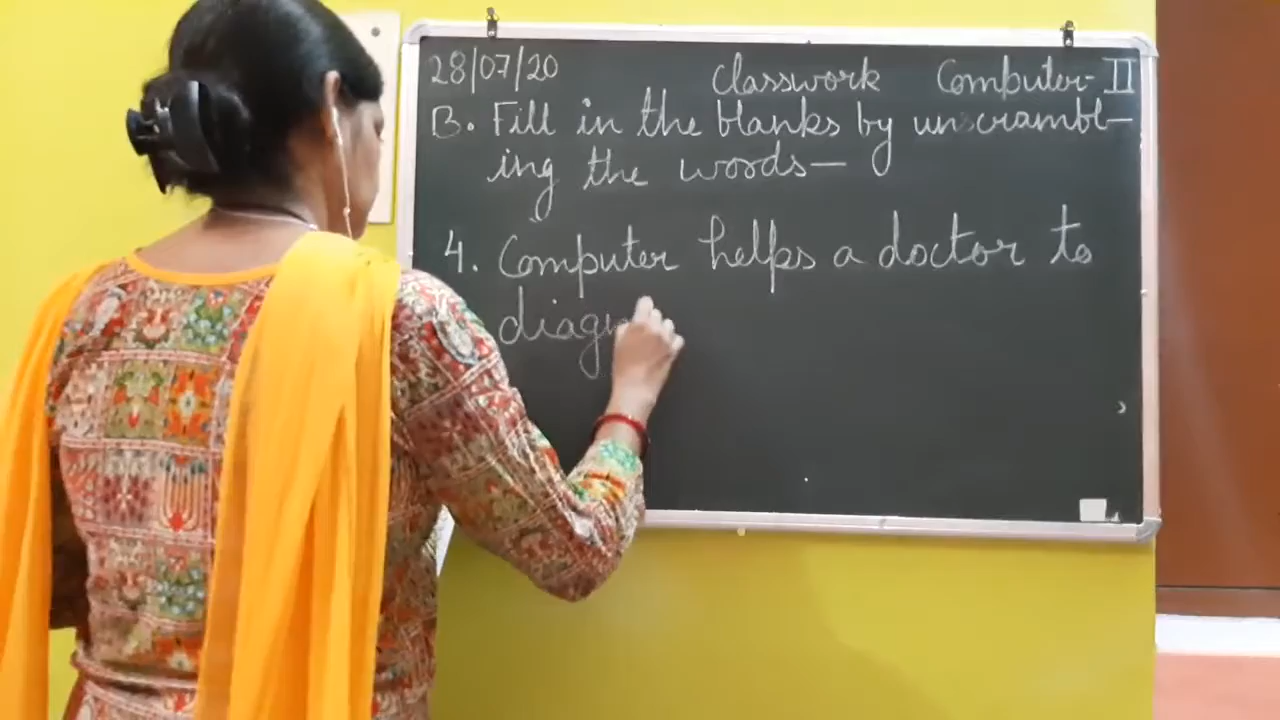 28/07/20 Classwork Computer-II
B. Fill in the blanks by unscrambl-
ing the words—
4. Computer helps a doctor to
diagn